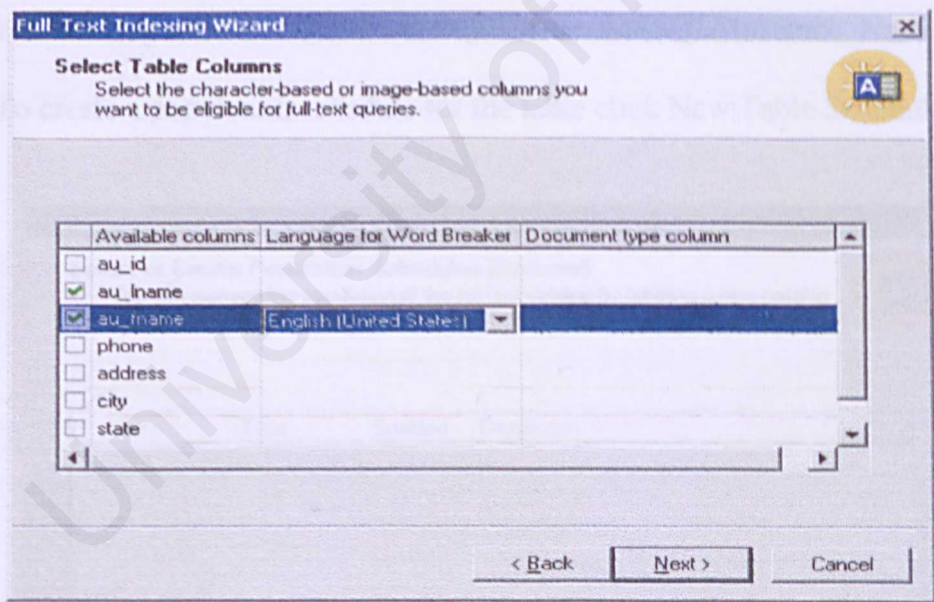 Full-Text Indexing Wizard
Select Table Columns
Select the character-based or image-based columns you
want to be eligible for full-text queries.
Available columns Language for Word Breaker Document type column
au_id
au_lname
au_fname English (United States)
phone
address
city
state
< Back Next > Cancel
University of